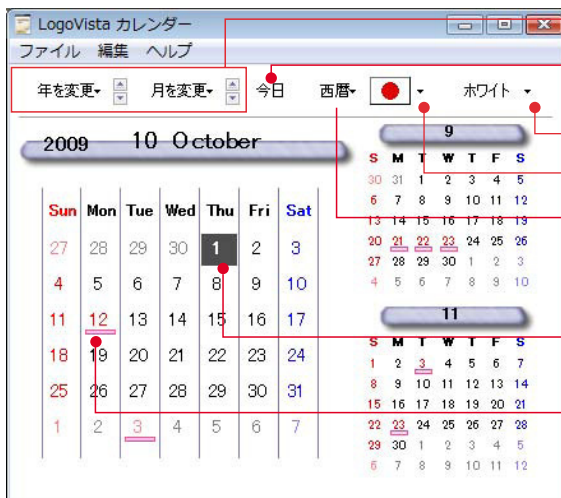 LogoVista カレンダー
ファイル 編集 ヘルプ
年を変更 月を変更 今日 西暦 ホワイト
2009 10 October
Sun Mon Tue Wed Thu Fri Sat
27 28 29 30 1 2 3
4 5 6 7 8 9 10
11 12 13 14 15 16 17
18 19 20 21 22 23 24
25 26 27 28 29 30 31
1 2 3 4 5 6 7
9
S M T W T F S
30 31 1 2 3 4 5
6 7 8 9 10 11 12
13 14 15 16 17 18 19
20 21 22 23 24 25 26
27 28 29 30 1 2 3
4 5 6 7 8 9 10
11
S M T W T F S
1 2 3 4 5 6 7
8 9 10 11 12 13 14
15 16 17 18 19 20 21
22 23 24 25 26 27 28
29 30 1 2 3 4 5
6 7 8 9 10 11 12